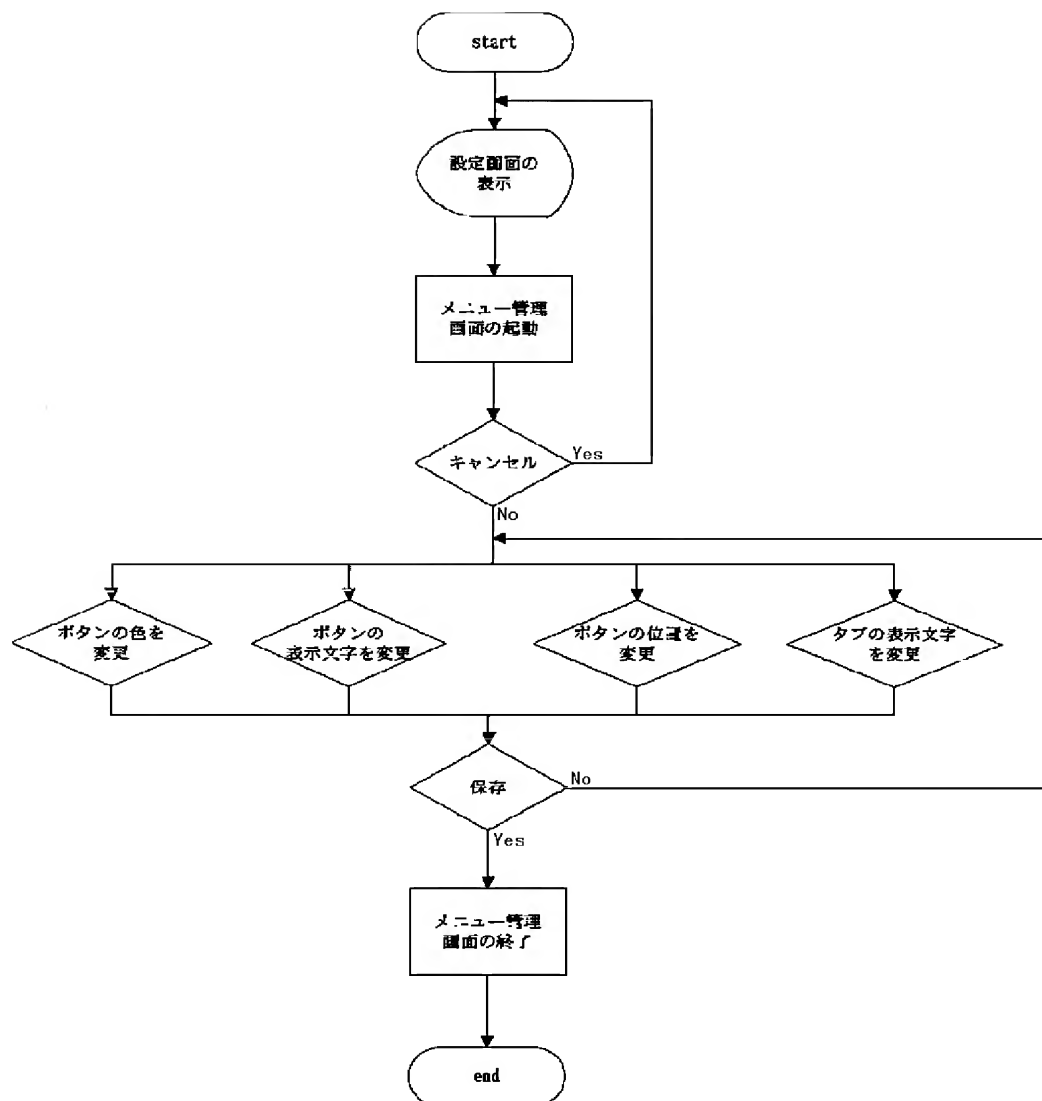 start
設定画面の
表示
メニュー管理
画面の起動
キャンセル
Yes
No
ボタンの色を
変更
ボタンの
表示文字を変更
ボタンの位置を
変更
タブの表示文字
を変更
保存
No
Yes
メニュー管理
画面の終了
end